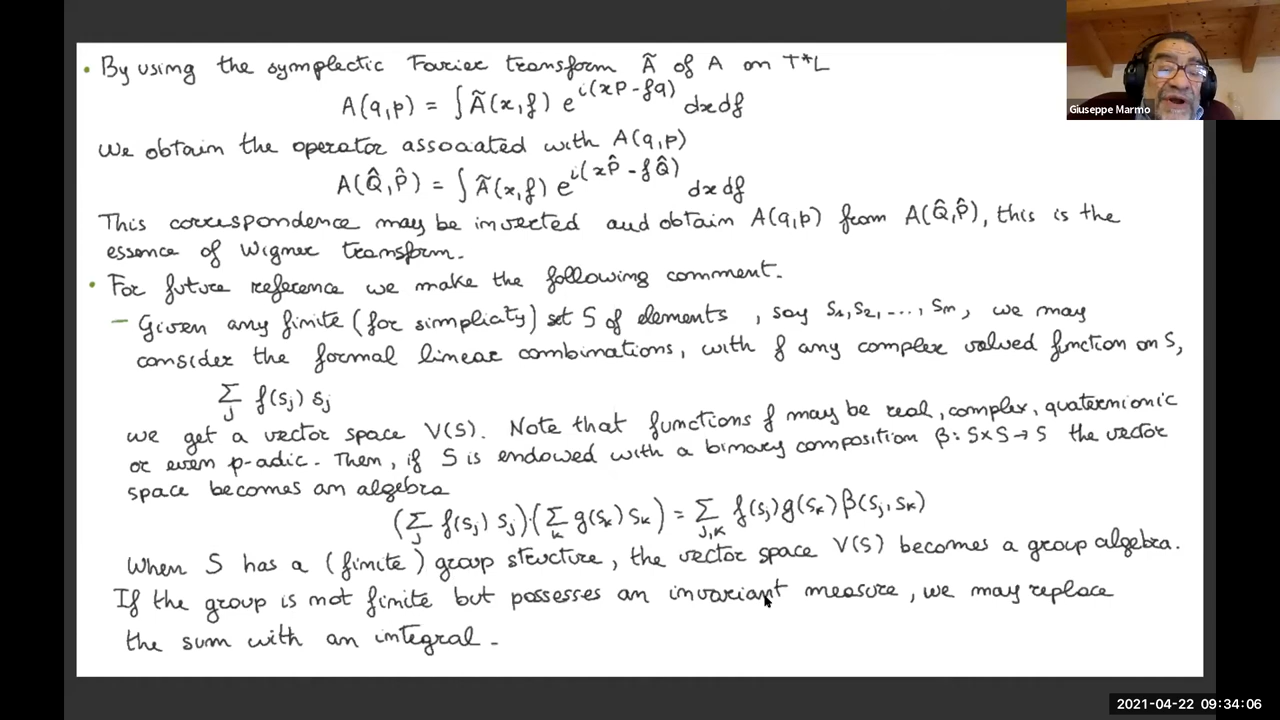 • By using the symplectic Fourier transform Ã of A on T*L
A(q,p) = ∫ Ã(x,f) e^{i(xp - fq)} dx df
We obtain the operator associated with A(q,p)
A(Q̂,P̂) = ∫ Ã(x,f) e^{i(xP̂ - fQ̂)} dx df
This correspondence may be inverted and obtain A(q,p) from A(Q̂,P̂), this is the
essence of Wigner transform.
• For future reference we make the following comment.
– Given any finite (for simplicity) set S of elements, say s₁, s₂, ..., sₙ, we may
consider the formal linear combinations, with f any complex valued function on S,
∑_j f(s_j) s_j
we get a vector space V(S). Note that functions f may be real, complex, quaternionic
or even p-adic. Then, if S is endowed with a binary composition β: S×S → S the vector
space becomes an algebra
(∑_j f(s_j) s_j)·(∑_k g(s_k) s_k) = ∑_{j,k} f(s_j) g(s_k) β(s_j, s_k)
When S has a (finite) group structure, the vector space V(S) becomes a group algebra.
If the group is not finite but possesses an invariant measure, we may replace
the sum with an integral.
Giuseppe Marmo
2021-04-22 09:34:06